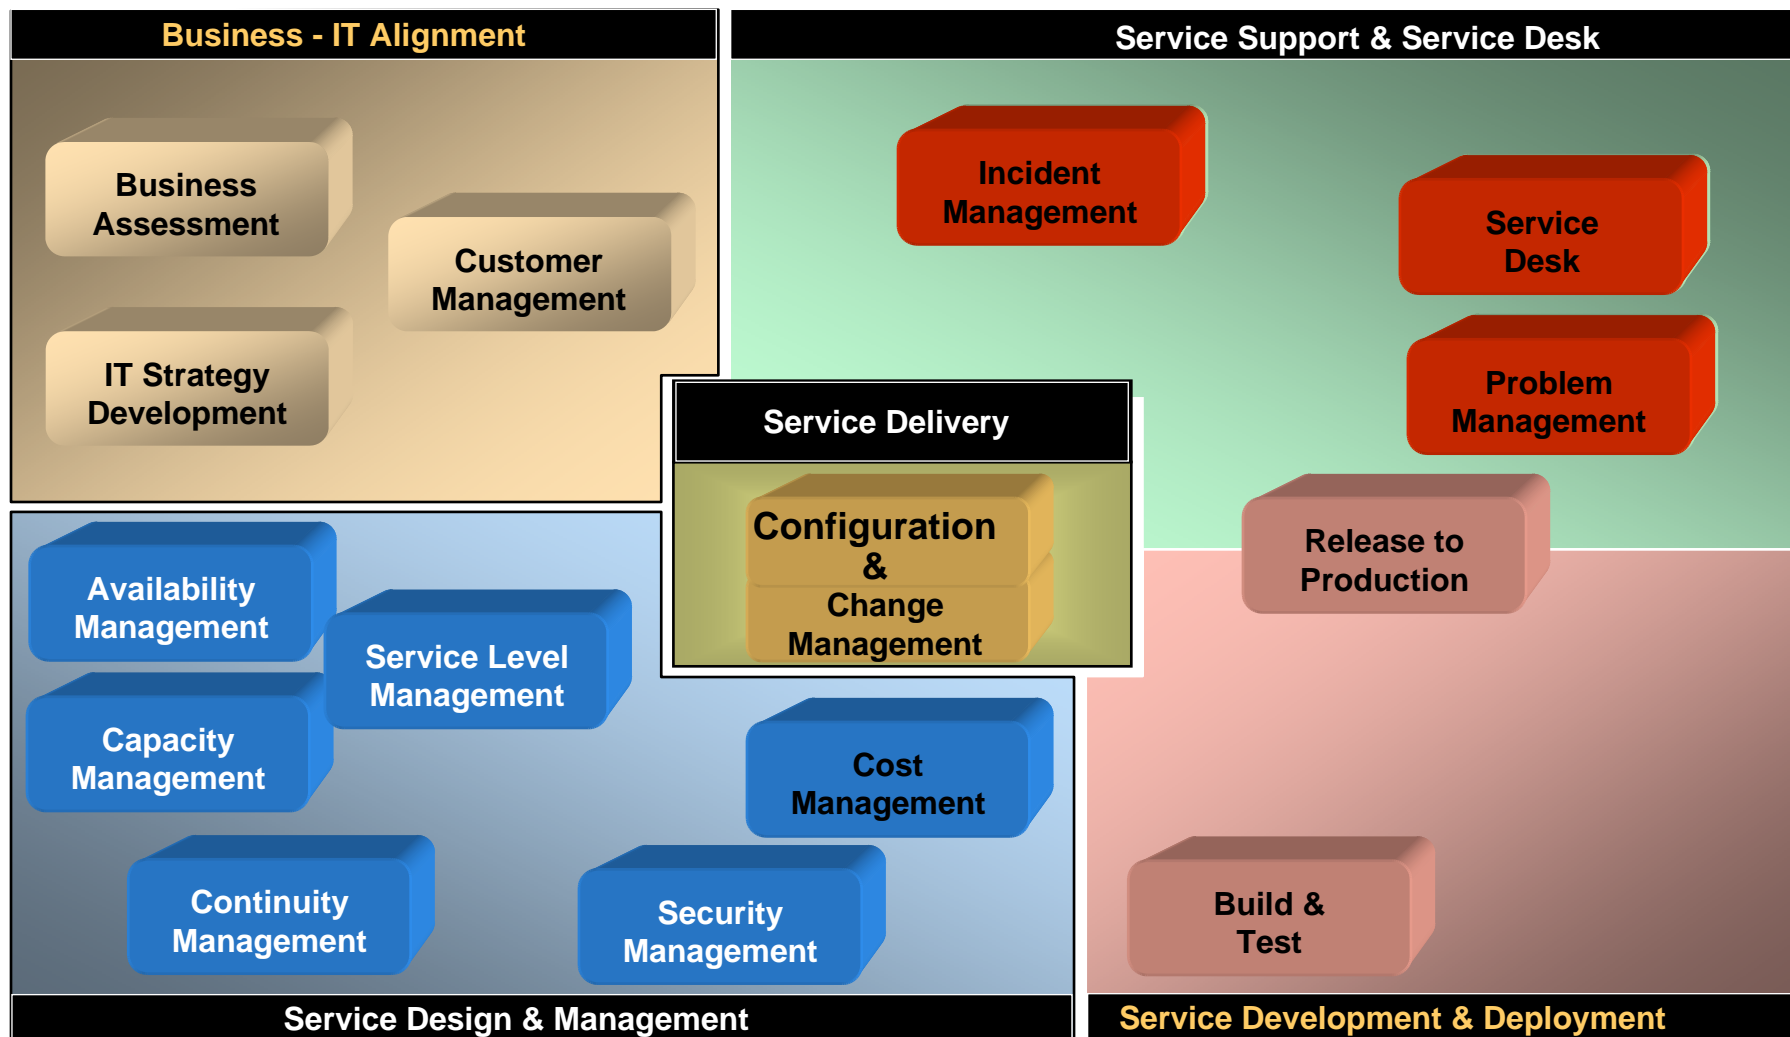 Business - IT Alignment
Service Support & Service Desk
Business
Assessment
Customer
Management
IT Strategy
Development
Incident
Management
Service
Desk
Problem
Management
Service Delivery
Configuration
&
Change
Management
Release to
Production
Availability
Management
Service Level
Management
Capacity
Management
Cost
Management
Continuity
Management
Security
Management
Build &
Test
Service Design & Management
Service Development & Deployment